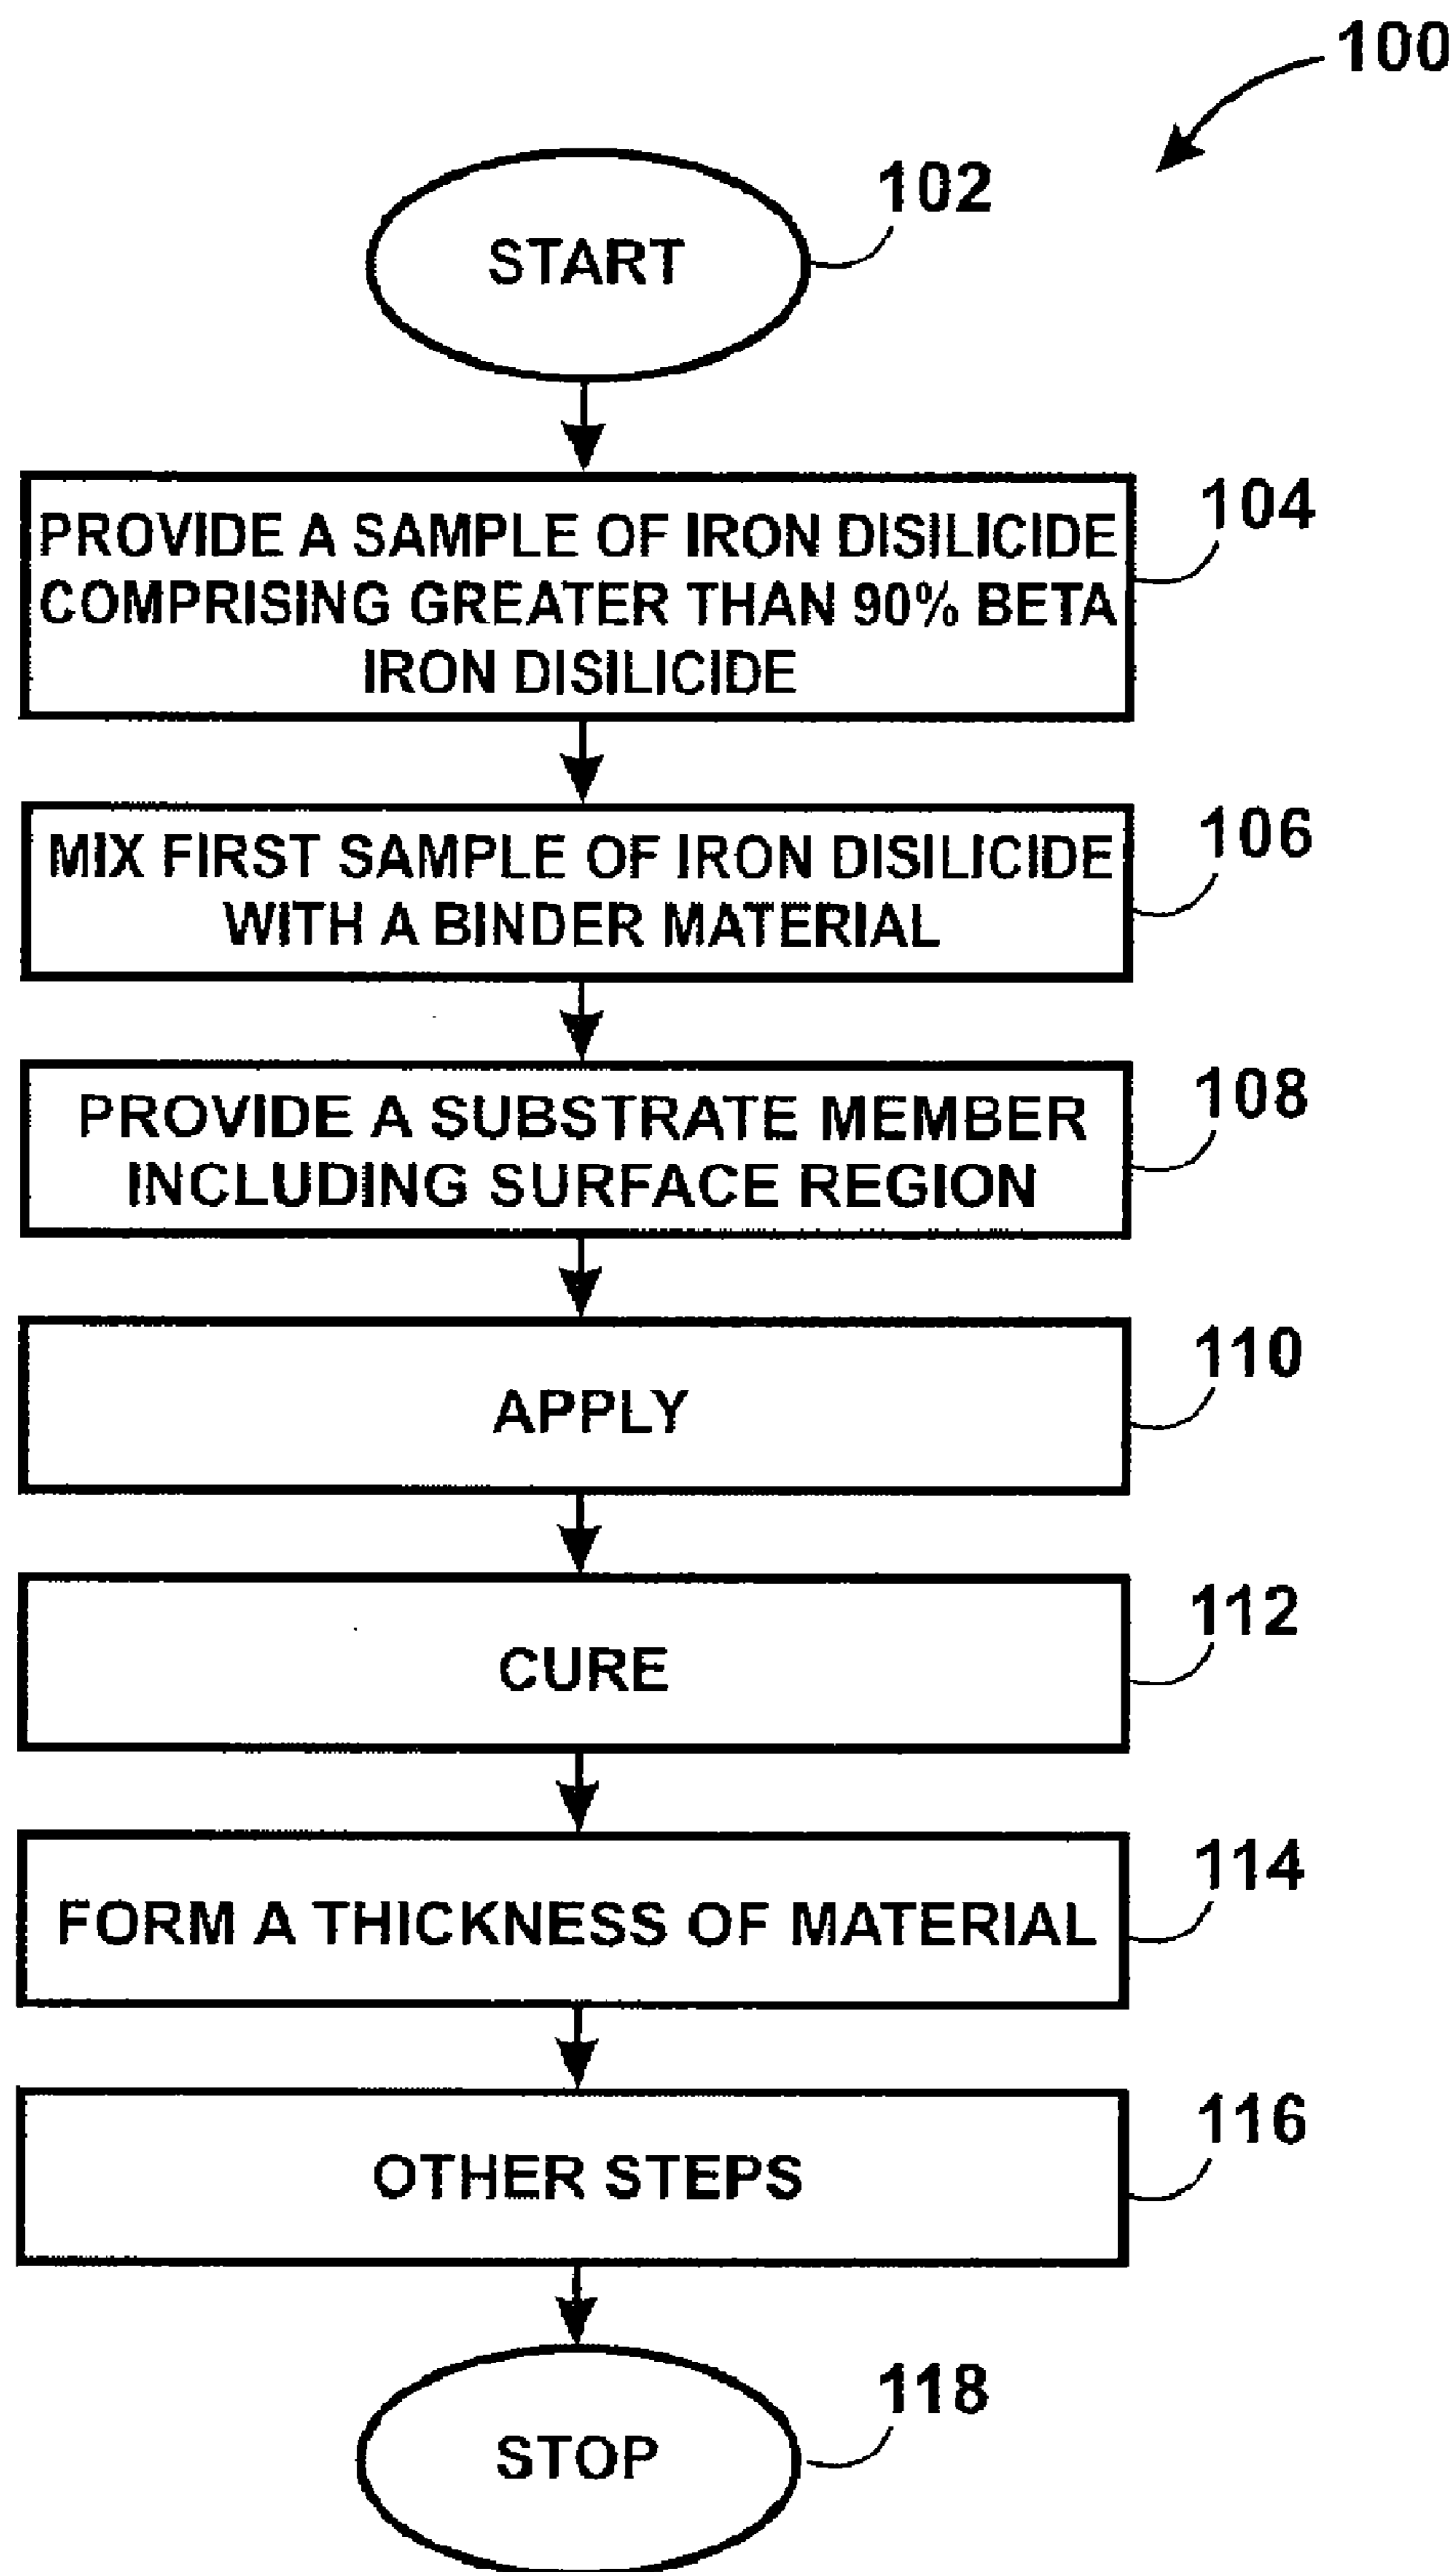 100
START
102
PROVIDE A SAMPLE OF IRON DISILICIDE
COMPRISING GREATER THAN 90% BETA
IRON DISILICIDE
104
MIX FIRST SAMPLE OF IRON DISILICIDE
WITH A BINDER MATERIAL
106
PROVIDE A SUBSTRATE MEMBER
INCLUDING SURFACE REGION
108
APPLY
110
CURE
112
FORM A THICKNESS OF MATERIAL
114
OTHER STEPS
116
STOP
118